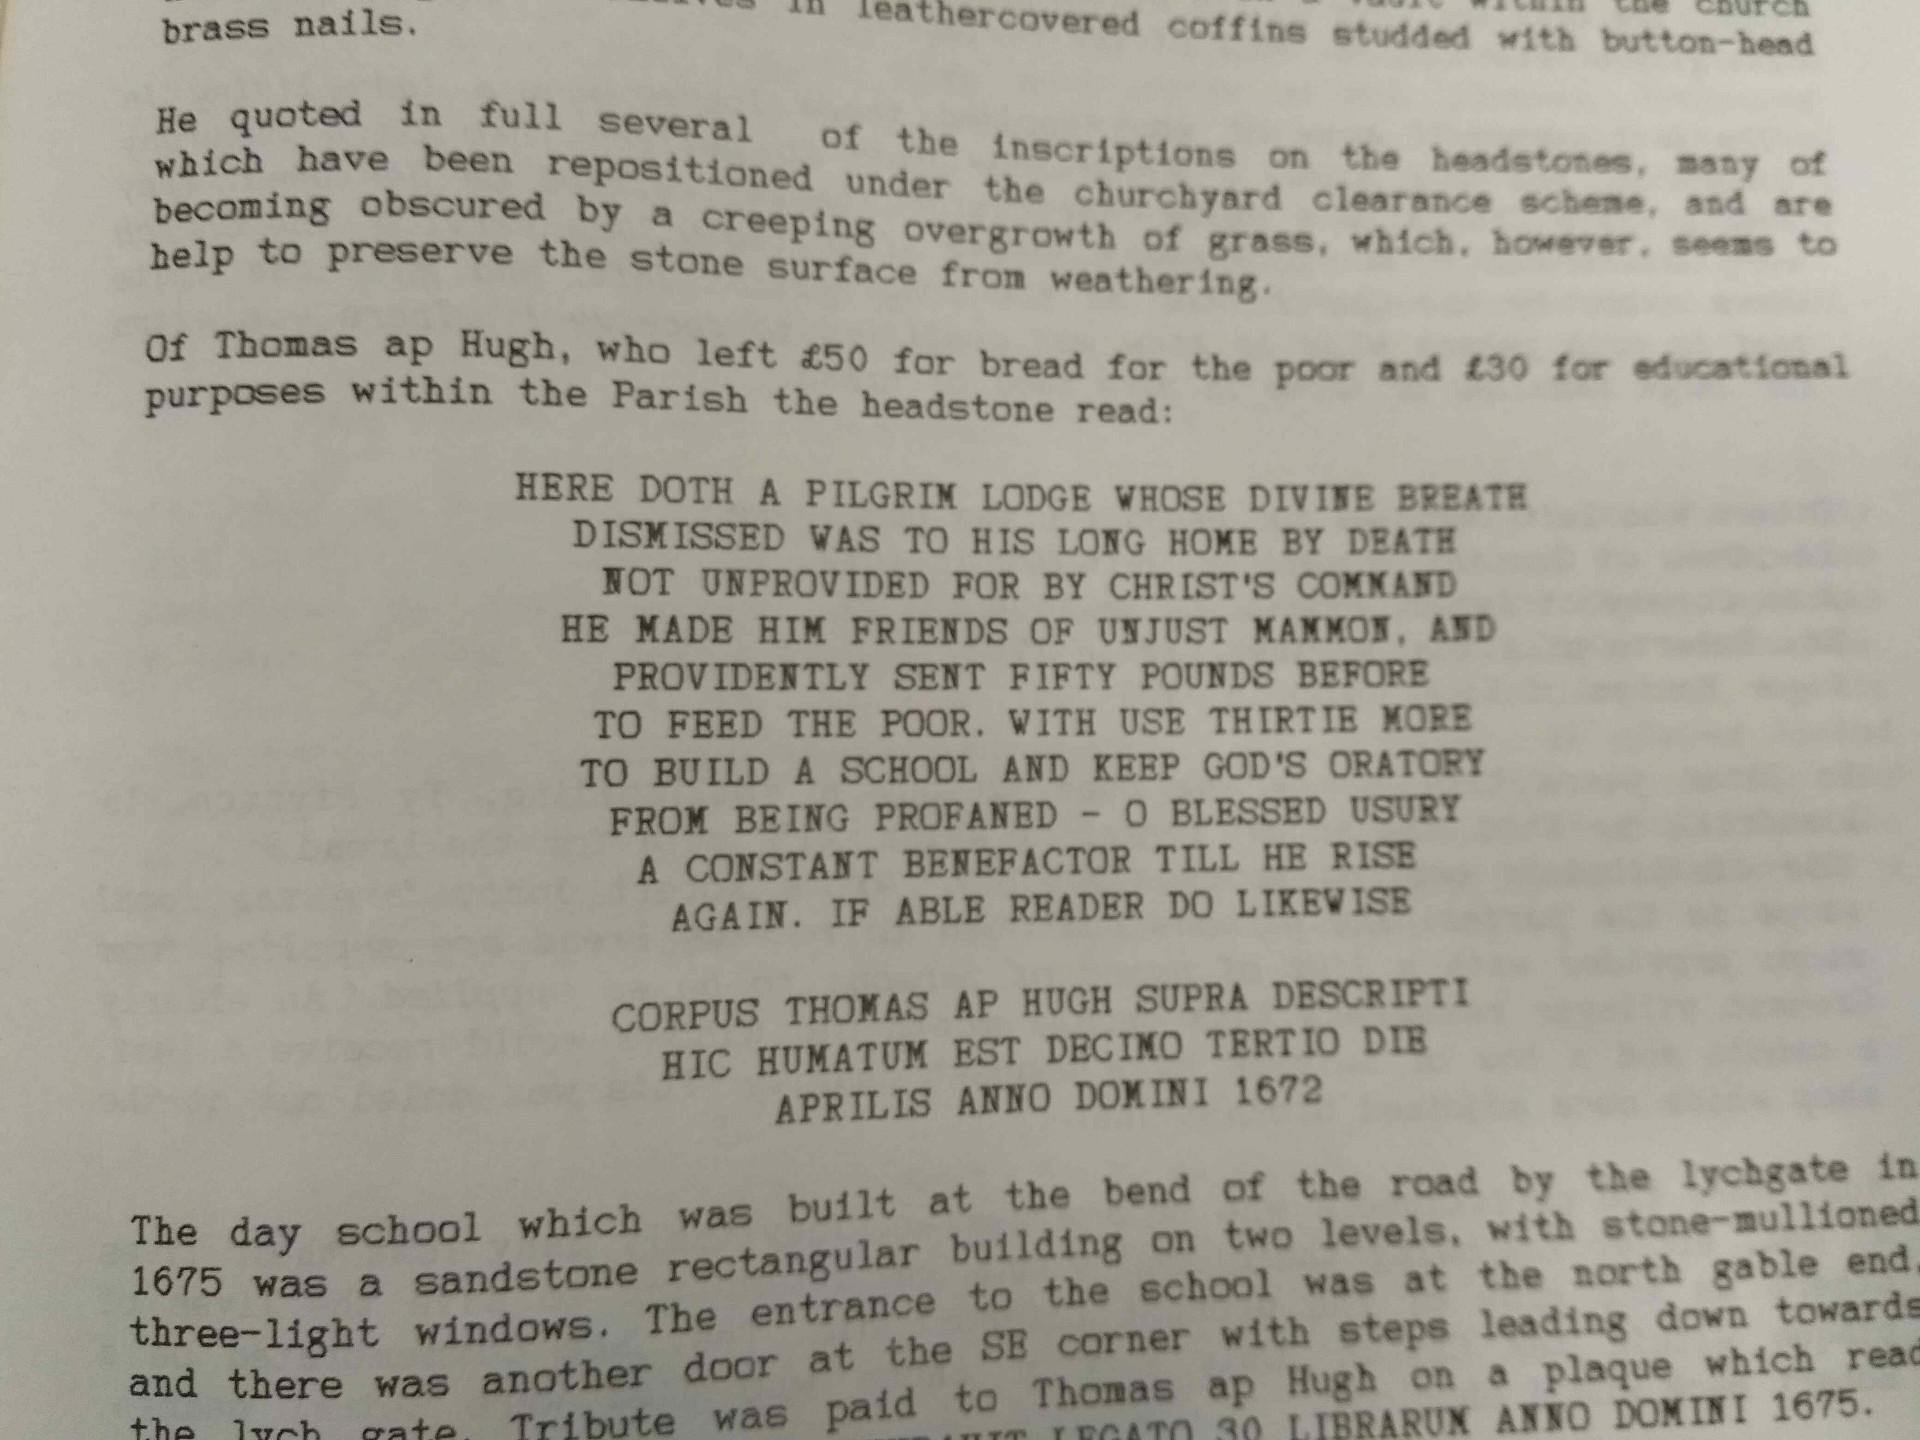 in leathercovered coffins studded with button-head
brass nails.
He quoted in full several of the inscriptions on the headstones, many of
which have been repositioned under the churchyard clearance scheme, and are
becoming obscured by a creeping overgrowth of grass, which, however, seems to
help to preserve the stone surface from weathering.
Of Thomas ap Hugh, who left £50 for bread for the poor and £30 for educational
purposes within the Parish the headstone read:
HERE DOTH A PILGRIM LODGE WHOSE DIVINE BREATH
DISMISSED WAS TO HIS LONG HOME BY DEATH
NOT UNPROVIDED FOR BY CHRIST'S COMMAND
HE MADE HIM FRIENDS OF UNJUST MAMMON, AND
PROVIDENTLY SENT FIFTY POUNDS BEFORE
TO FEED THE POOR. WITH USE THIRTIE MORE
TO BUILD A SCHOOL AND KEEP GOD'S ORATORY
FROM BEING PROFANED - O BLESSED USURY
A CONSTANT BENEFACTOR TILL HE RISE
AGAIN. IF ABLE READER DO LIKEWISE
CORPUS THOMAS AP HUGH SUPRA DESCRIPTI
HIC HUMATUM EST DECIMO TERTIO DIE
APRILIS ANNO DOMINI 1672
The day school which was built at the bend of the road by the lychgate in
1675 was a sandstone rectangular building on two levels, with stone-mullioned
three-light windows. The entrance to the school was at the north gable end,
and there was another door at the SE corner with steps leading down towards
the lych gate. Tribute was paid to Thomas ap Hugh on a plaque which read
LEGATO 30 LIBRARUM ANNO DOMINI 1675.